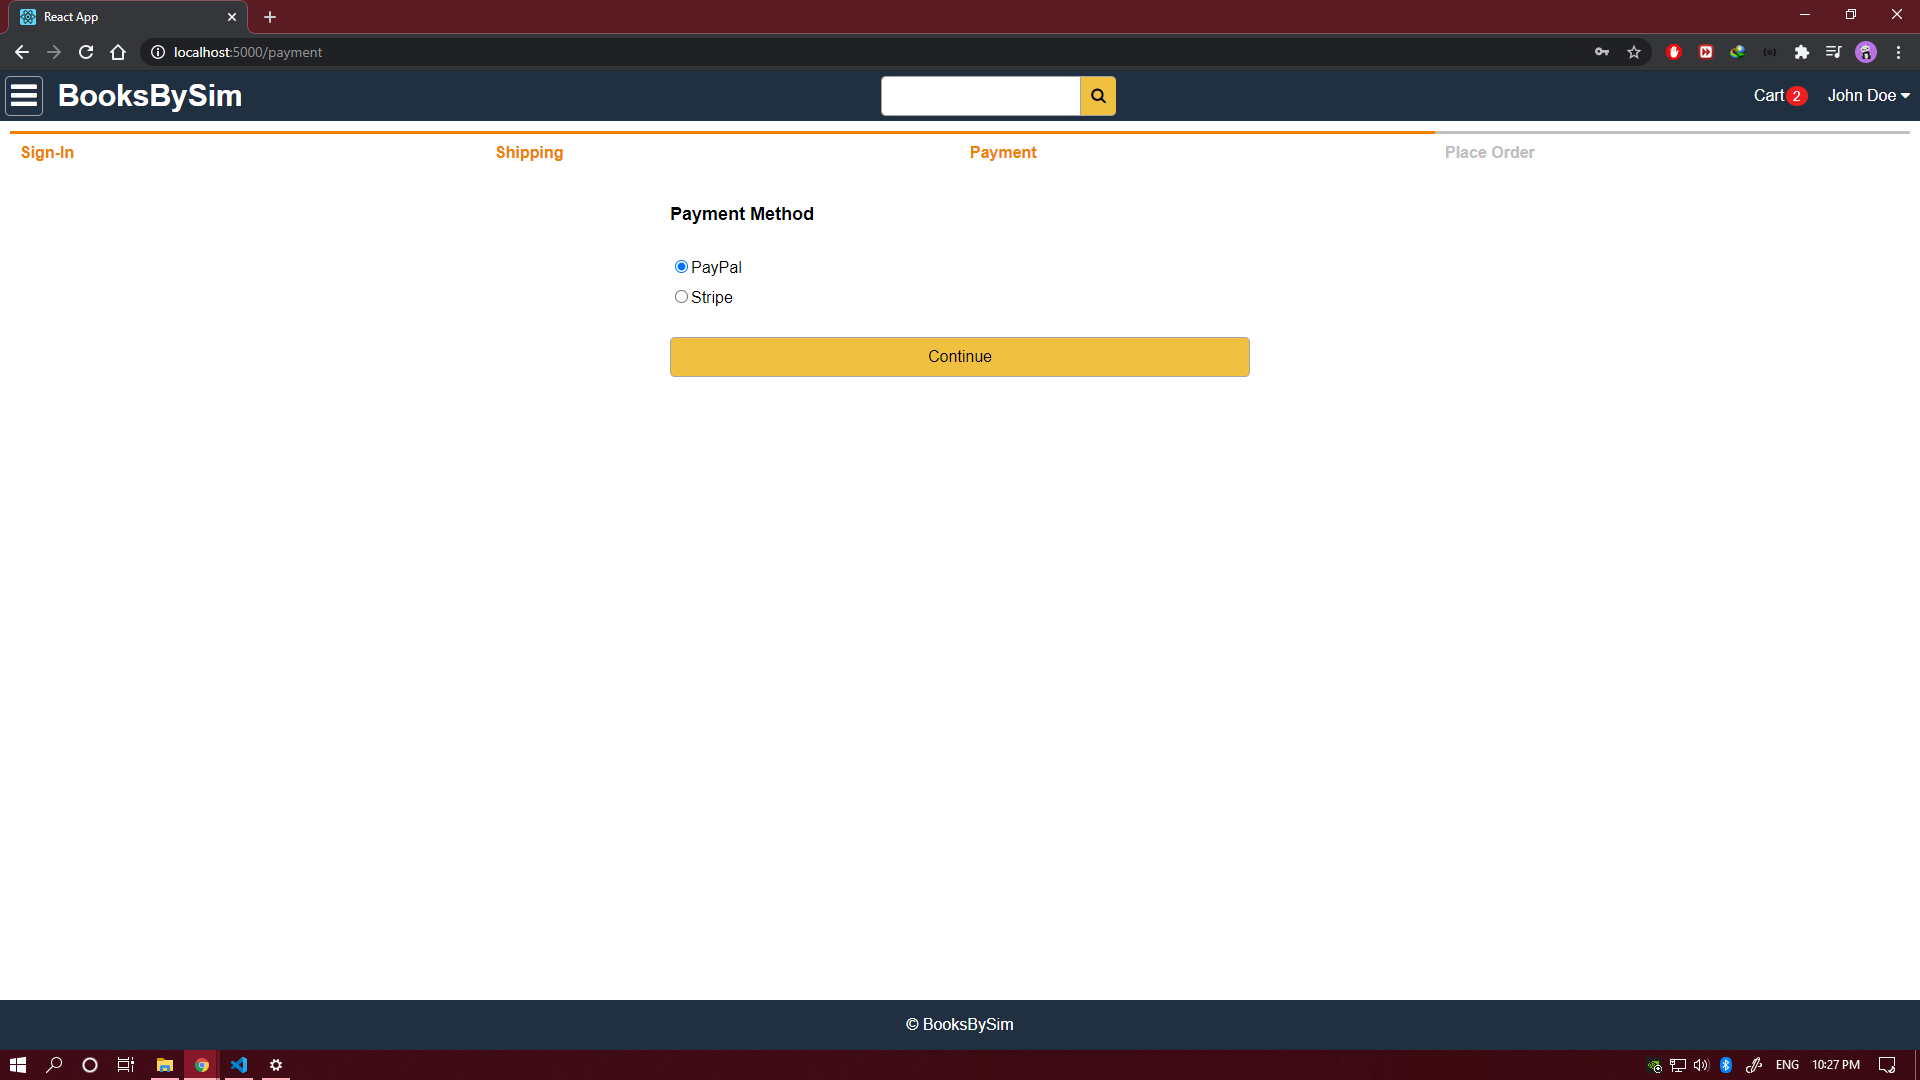 React App
localhost:5000/payment
BooksBySim
Cart 2
John Doe
Sign-In
Shipping
Payment
Place Order
Payment Method
PayPal
Stripe
Continue
© BooksBySim
ENG
10:27 PM